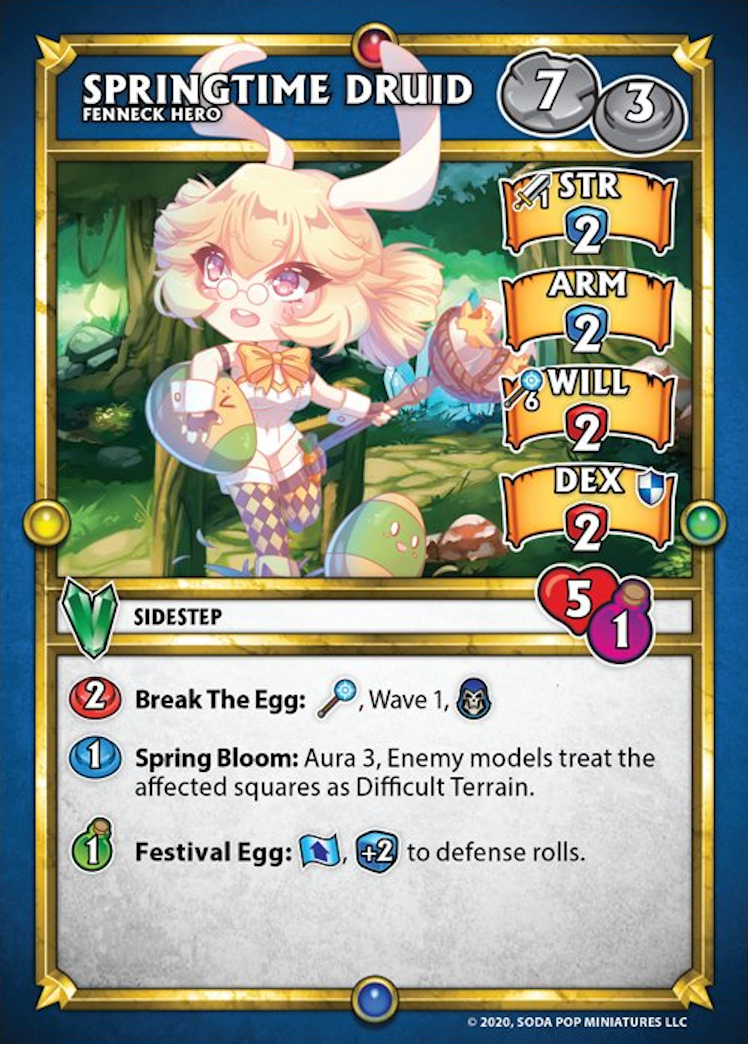 SPRINGTIME DRUID
FENNECK HERO
7
3
1 STR
2
ARM
2
6 WILL
2
DEX
2
SIDESTEP
5
1
2 Break The Egg: , Wave 1,
1 Spring Bloom: Aura 3, Enemy models treat the
affected squares as Difficult Terrain.
1 Festival Egg: , +2 to defense rolls.
© 2020, SODA POP MINIATURES LLC